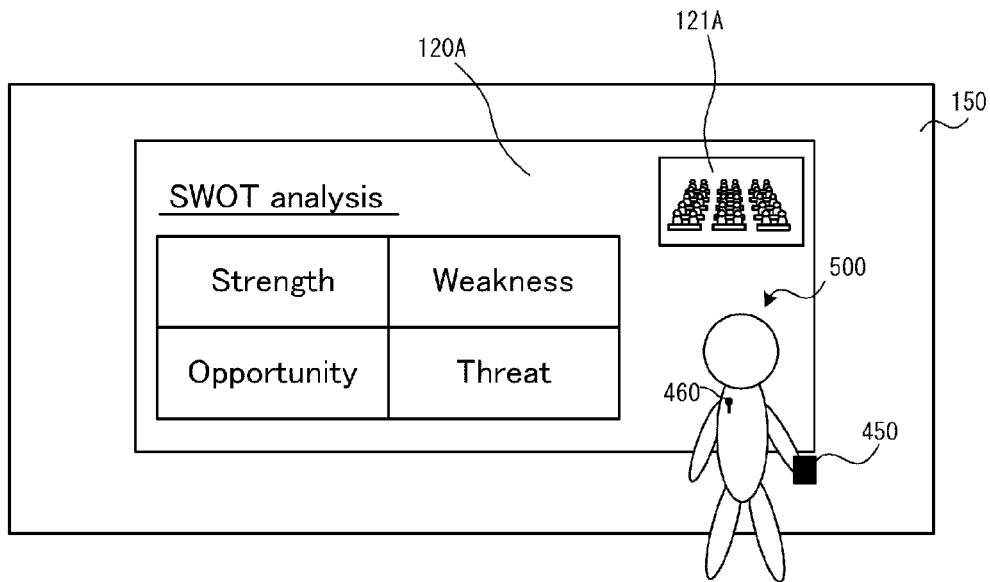 120A
121A
150
SWOT analysis
Strength
Weakness
500
Opportunity
Threat
460
450